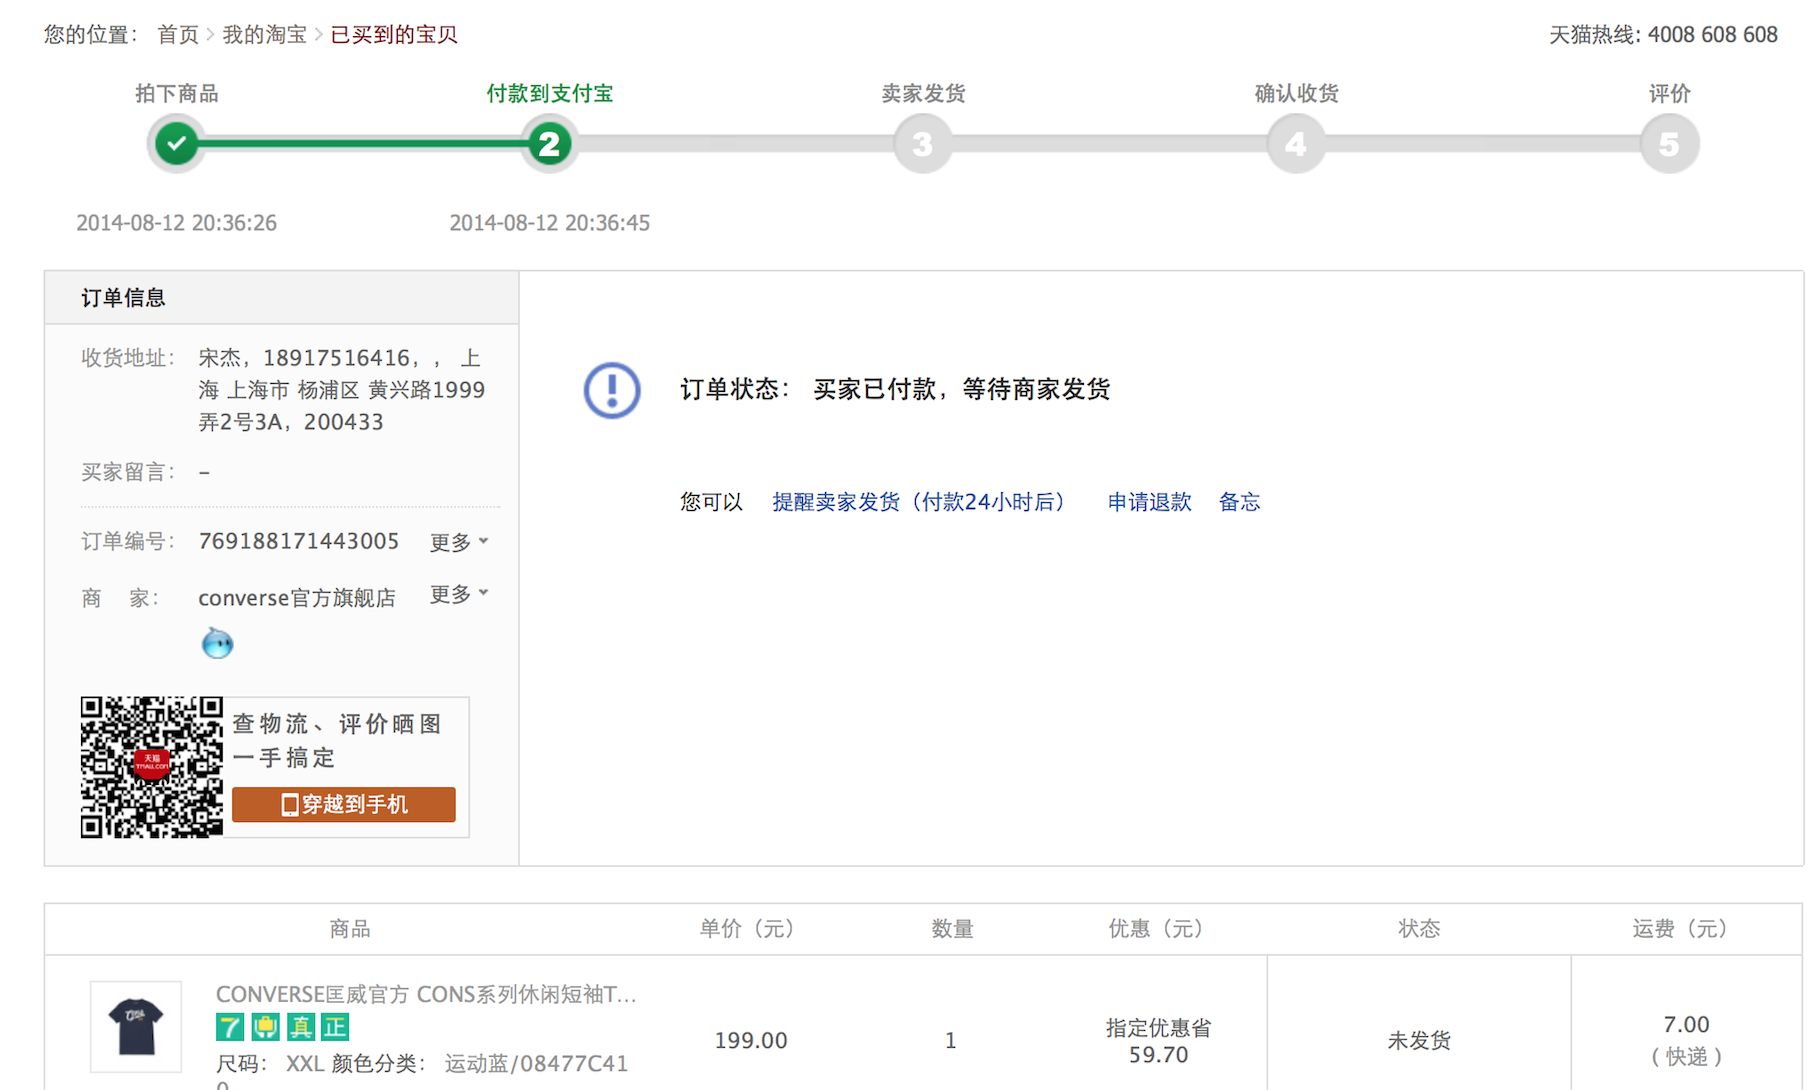 您的位置： 首页 > 我的淘宝 > 已买到的宝贝
天猫热线: 4008 608 608
拍下商品 付款到支付宝 卖家发货 确认收货 评价
2 3 4 5
2014-08-12 20:36:26 2014-08-12 20:36:45
订单信息
收货地址： 宋杰，18917516416，， 上
海 上海市 杨浦区 黄兴路1999
弄2号3A，200433
买家留言： –
订单编号： 769188171443005 更多
商 家： converse官方旗舰店 更多
天猫
TMALL.COM
查物流、评价晒图
一手搞定
穿越到手机
订单状态： 买家已付款，等待商家发货
您可以 提醒卖家发货（付款24小时后） 申请退款 备忘
商品 单价（元） 数量 优惠（元） 状态 运费（元）
CONVERSE匡威官方 CONS系列休闲短袖T...
7 真 正
尺码： XXL 颜色分类： 运动蓝/08477C41
0
199.00
1
指定优惠省
59.70
未发货
7.00
( 快递 )